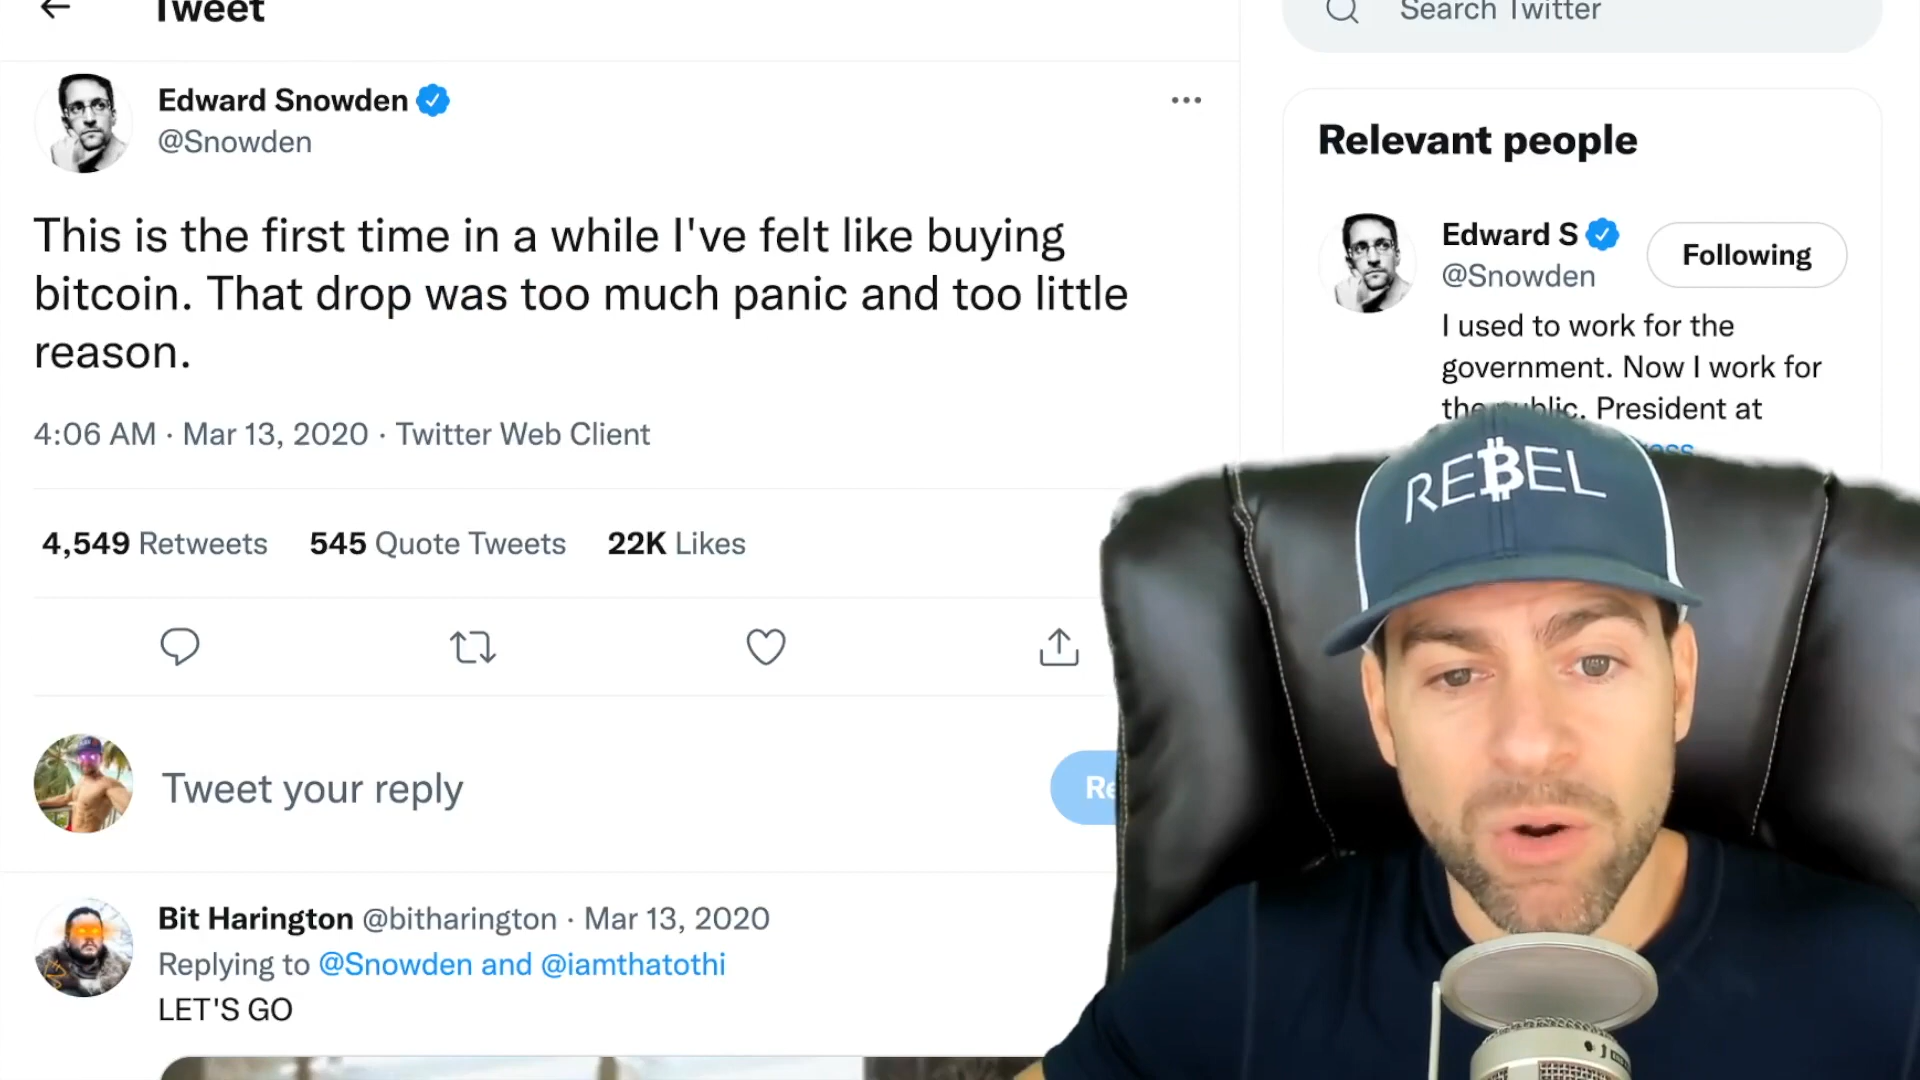 Tweet
Search Twitter
Edward Snowden
@Snowden
This is the first time in a while I've felt like buying
bitcoin. That drop was too much panic and too little
reason.
4:06 AM · Mar 13, 2020 · Twitter Web Client
4,549 Retweets 545 Quote Tweets 22K Likes
Tweet your reply
Bit Harington @bitharington · Mar 13, 2020
Replying to @Snowden and @iamthatothi
LET'S GO
Relevant people
Edward S
@Snowden
Following
I used to work for the
government. Now I work for
the public. President at
REBEL